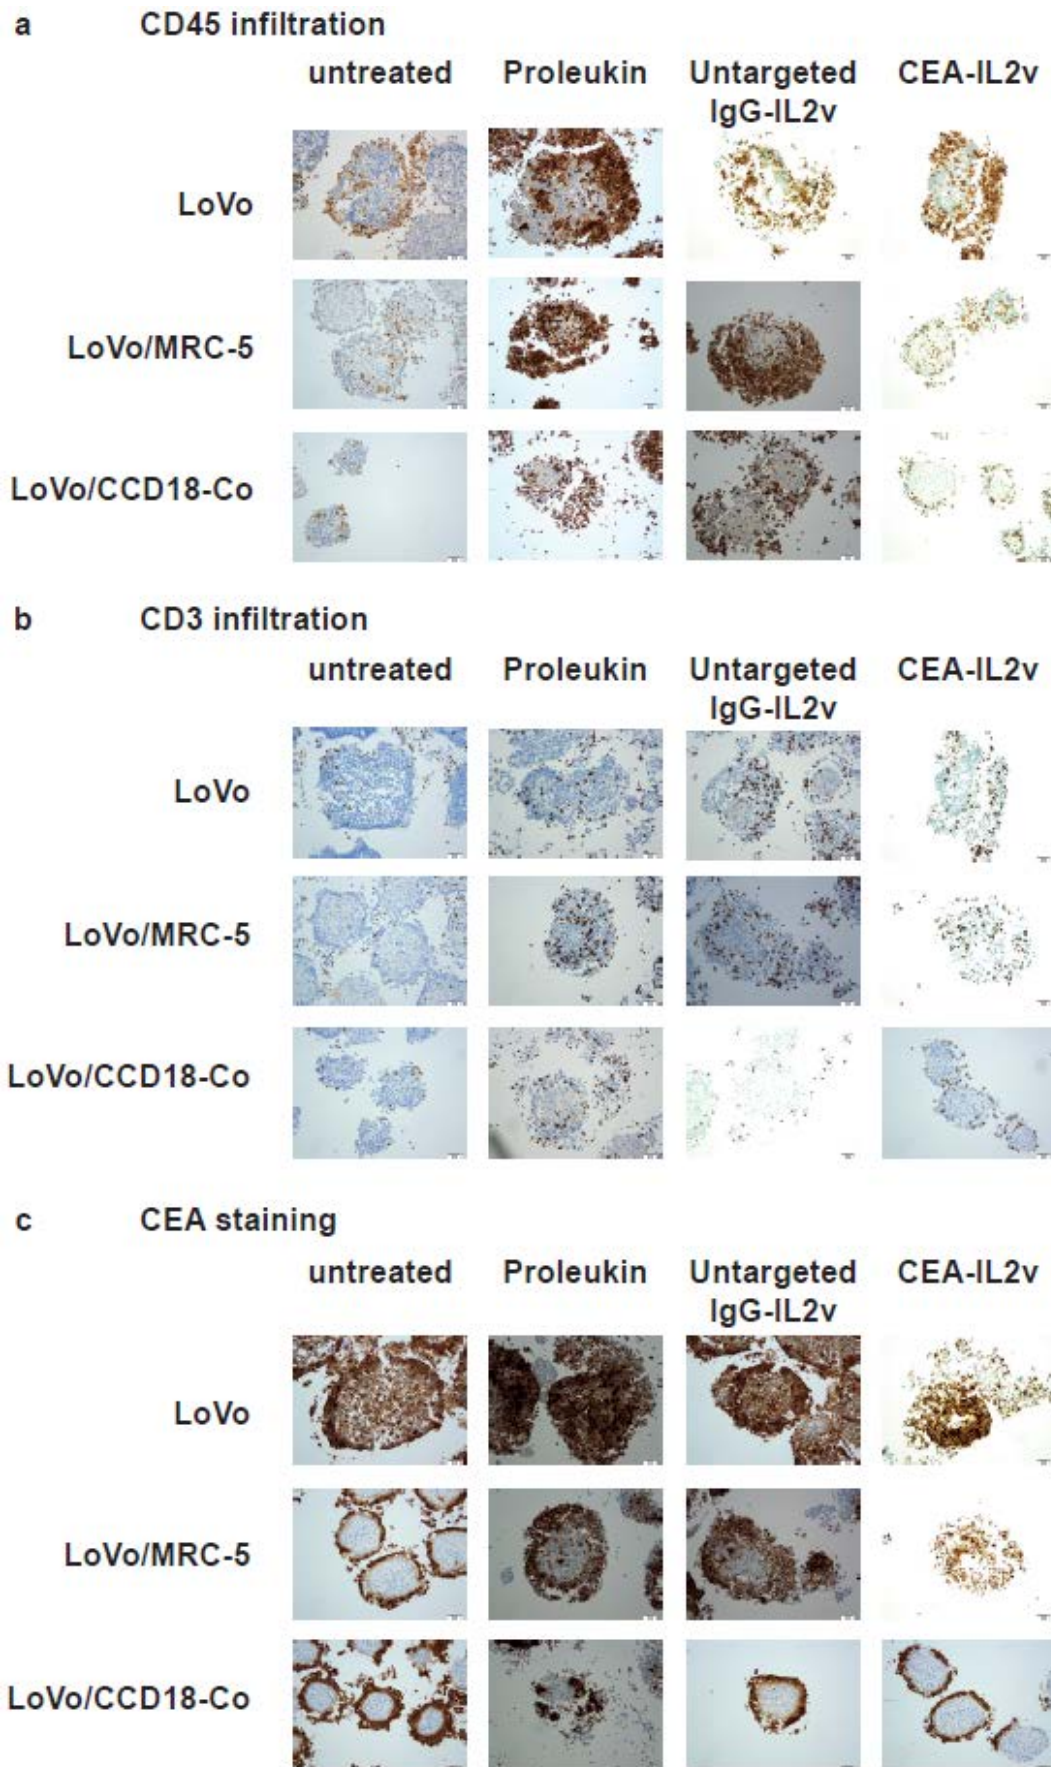 a CD45 infiltration
untreated Proleukin Untargeted CEA-IL2v
IgG-IL2v
LoVo
LoVo/MRC-5
LoVo/CCD18-Co
b CD3 infiltration
untreated Proleukin Untargeted CEA-IL2v
IgG-IL2v
LoVo
LoVo/MRC-5
LoVo/CCD18-Co
c CEA staining
untreated Proleukin Untargeted CEA-IL2v
IgG-IL2v
LoVo
LoVo/MRC-5
LoVo/CCD18-Co